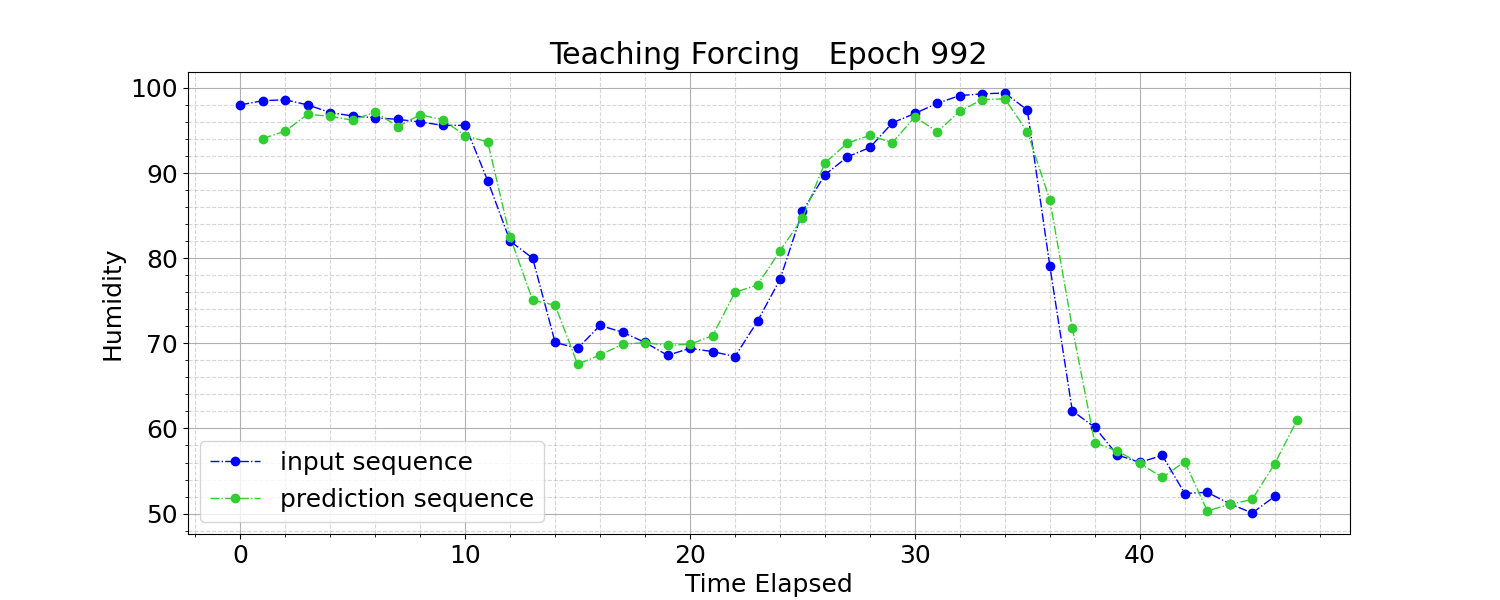 Teaching Forcing   Epoch 992
100
90
80
70
60
50
Humidity
input sequence
prediction sequence
0 10 20 30 40
Time Elapsed